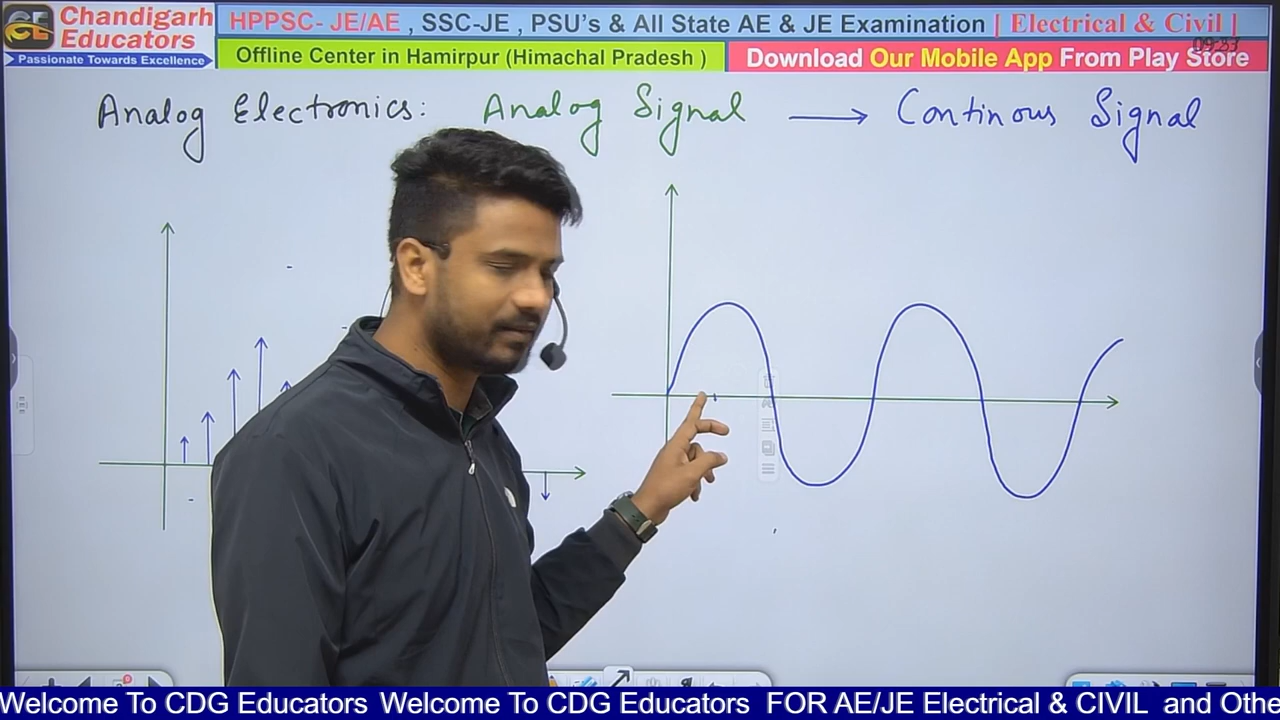 Chandigarh
Educators
Passionate Towards Excellence
HPPSC- JE/AE , SSC-JE , PSU's & All State AE & JE Examination [ Electrical & Civil ]
Offline Center in Hamirpur (Himachal Pradesh )
Download Our Mobile App From Play Store
Analog Electronics: Analog Signal → Continous Signal
Welcome To CDG Educators Welcome To CDG Educators FOR AE/JE Electrical & CIVIL and Othe